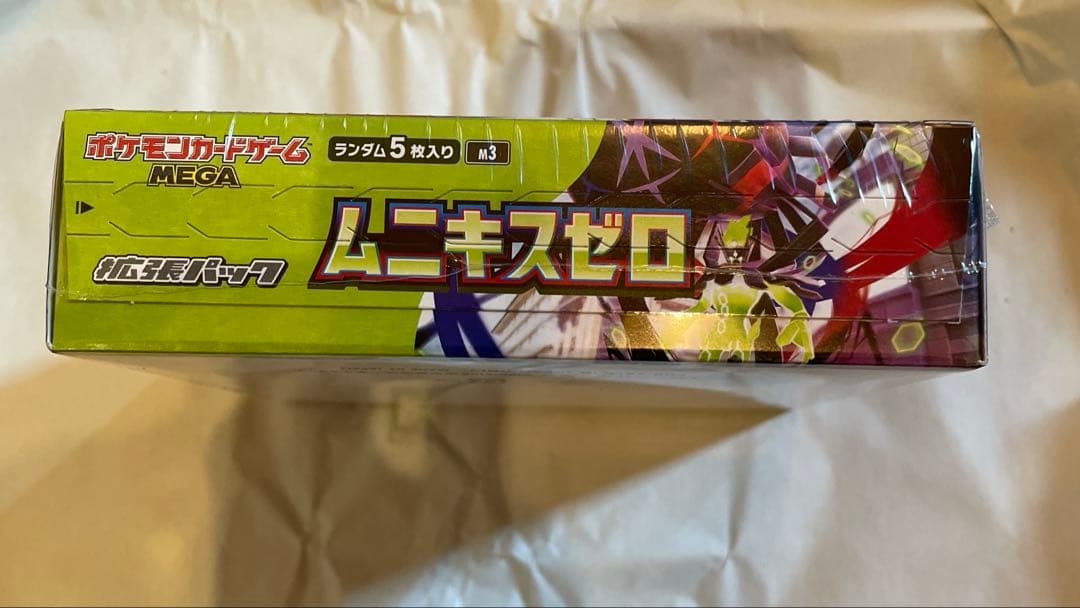 ポケモンカードゲーム
MEGA
ランダム5枚入り
M3
ムニキスゼロ
拡張パック